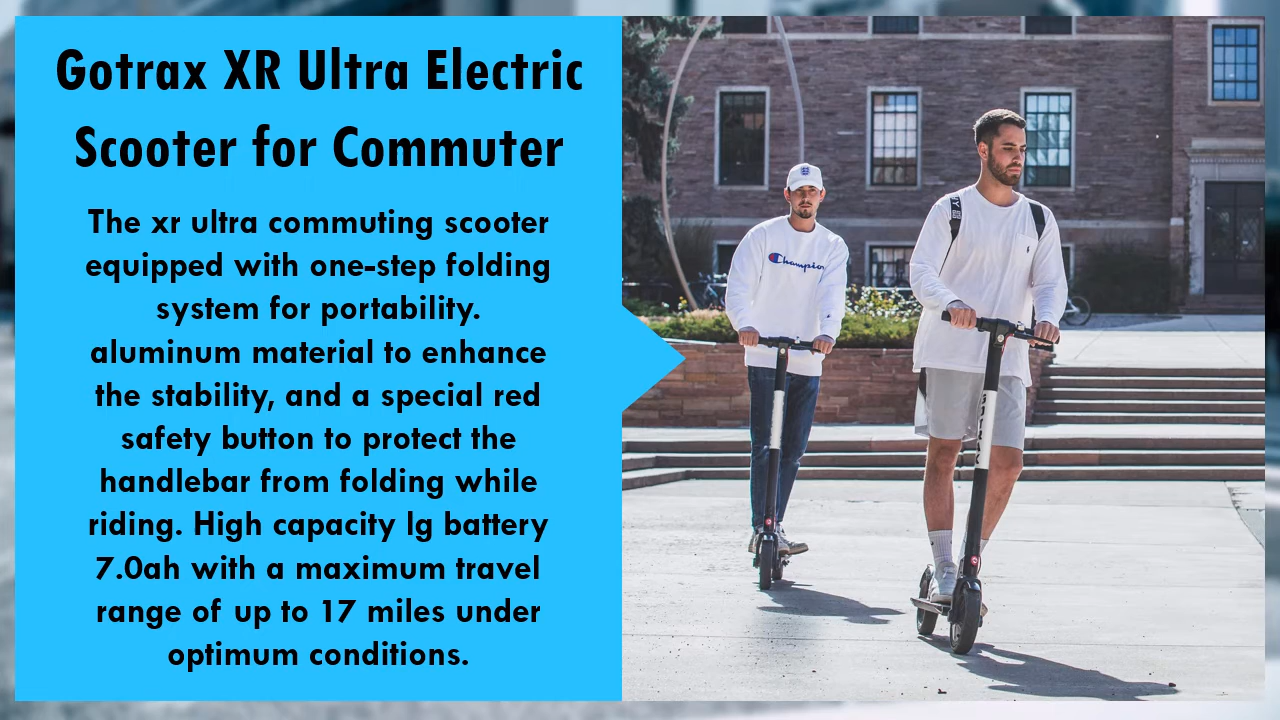 Gotrax XR Ultra Electric
Scooter for Commuter
The xr ultra commuting scooter
equipped with one-step folding
system for portability.
aluminum material to enhance
the stability, and a special red
safety button to protect the
handlebar from folding while
riding. High capacity lg battery
7.0ah with a maximum travel
range of up to 17 miles under
optimum conditions.
Champion